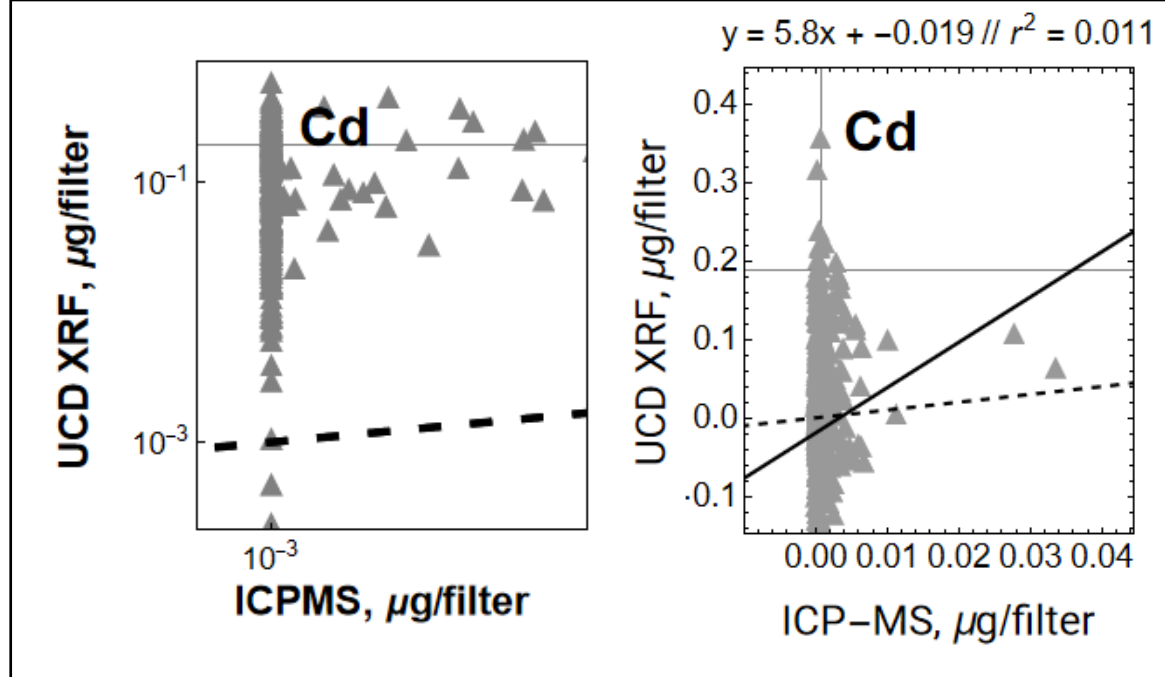 y = 5.8x + −0.019 // r² = 0.011
Cd
10⁻¹
10⁻³
UCD XRF, µg/filter
10⁻³
ICPMS, µg/filter
Cd
0.4
0.3
0.2
0.1
0.0
.0.1
UCD XRF, µg/filter
0.00 0.01 0.02 0.03 0.04
ICP−MS, µg/filter